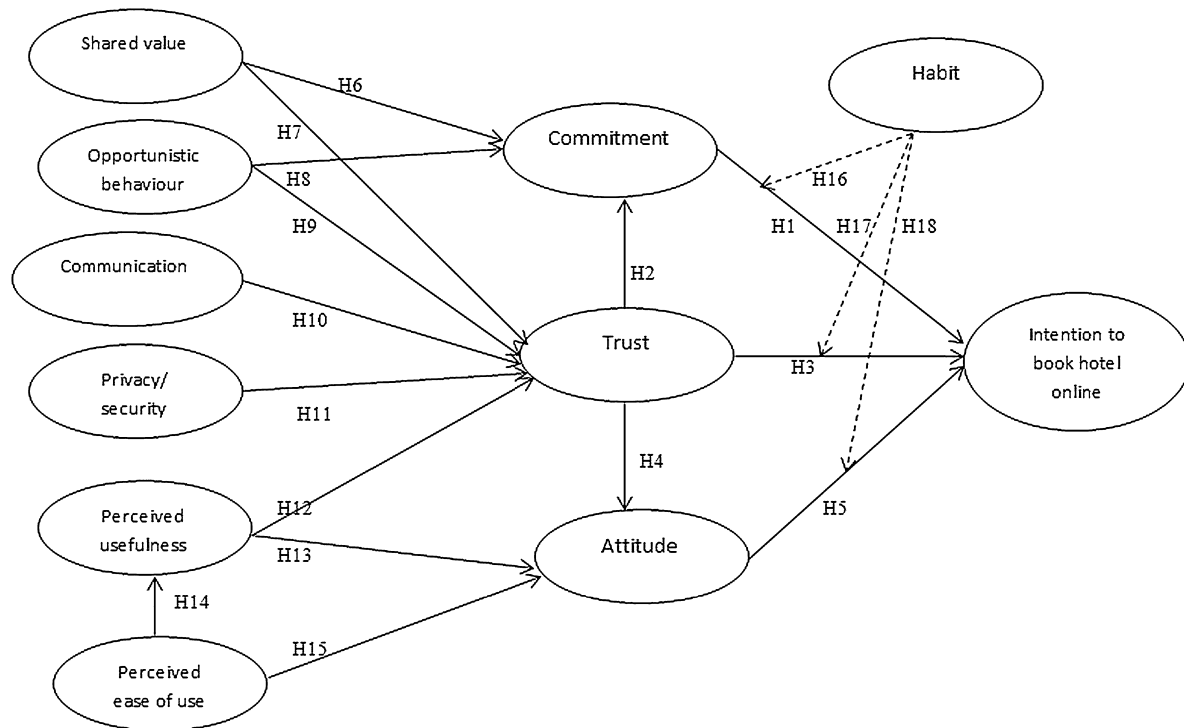 Shared value
Habit
H6
Commitment
H7
Opportunistic
behaviour
H8
H16
H9
H1
H17
H18
Communication
H2
H10
Trust
Intention to
book hotel
online
H3
Privacy/
security
H11
H4
H12
Perceived
usefulness
H5
H13
Attitude
H14
H15
Perceived
ease of use